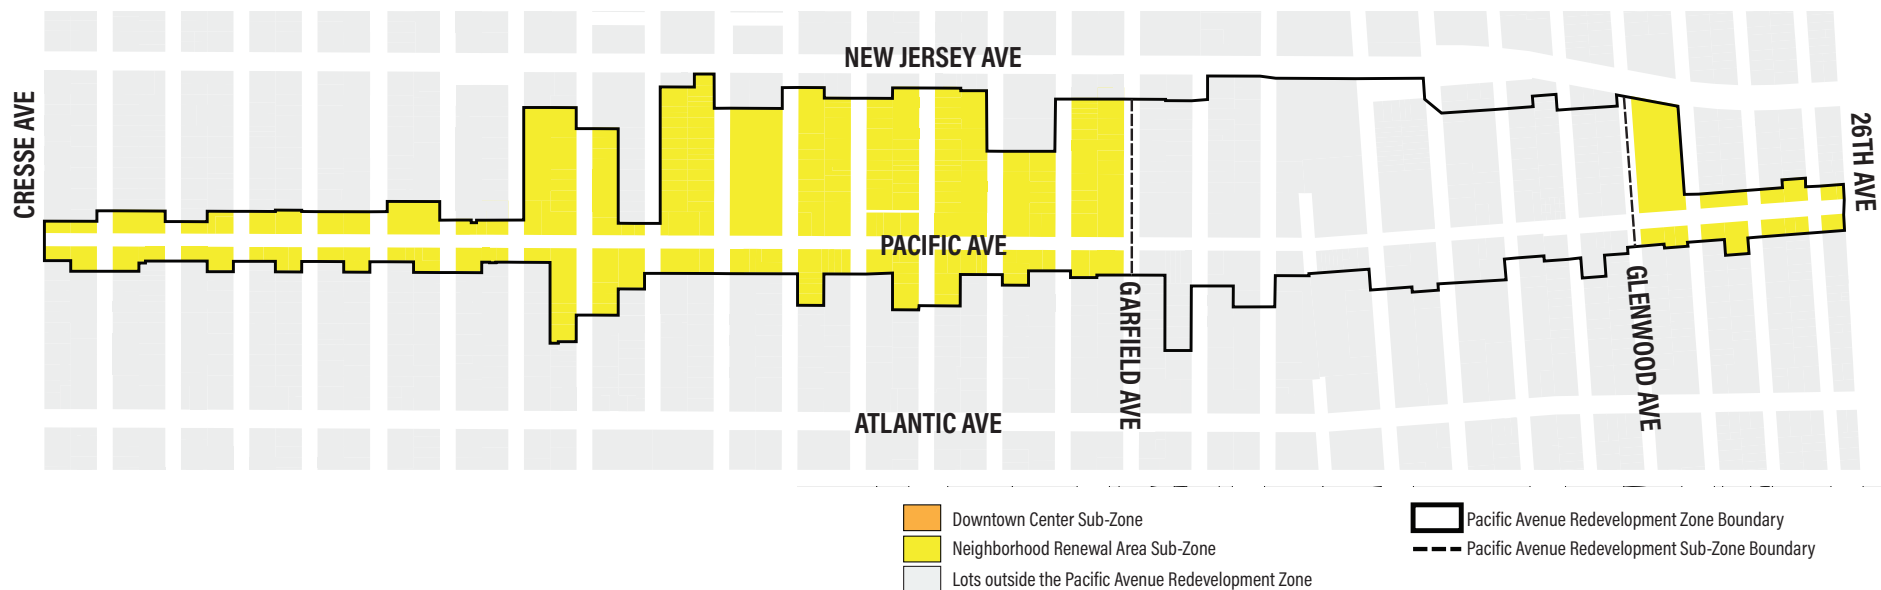 NEW JERSEY AVE
CRESSE AVE
26TH AVE
PACIFIC AVE
GARFIELD AVE
GLENWOOD AVE
ATLANTIC AVE
Downtown Center Sub-Zone
Neighborhood Renewal Area Sub-Zone
Lots outside the Pacific Avenue Redevelopment Zone
Pacific Avenue Redevelopment Zone Boundary
Pacific Avenue Redevelopment Sub-Zone Boundary